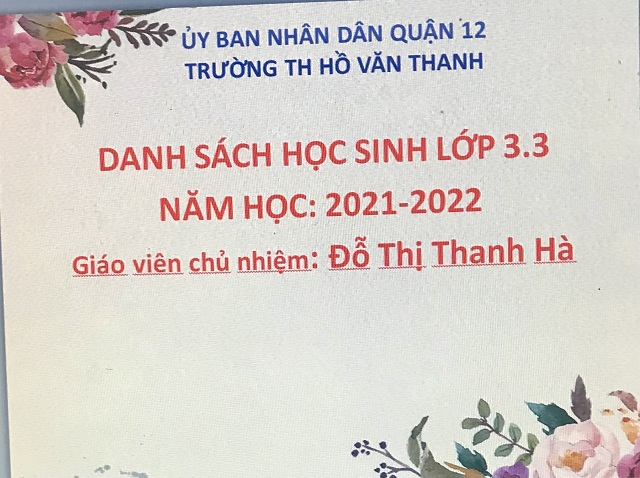 ỦY BAN NHÂN DÂN QUẬN 12
TRƯỜNG TH HỒ VĂN THANH
DANH SÁCH HỌC SINH LỚP 3.3
NĂM HỌC: 2021-2022
Giáo viên chủ nhiệm: Đỗ Thị Thanh Hà